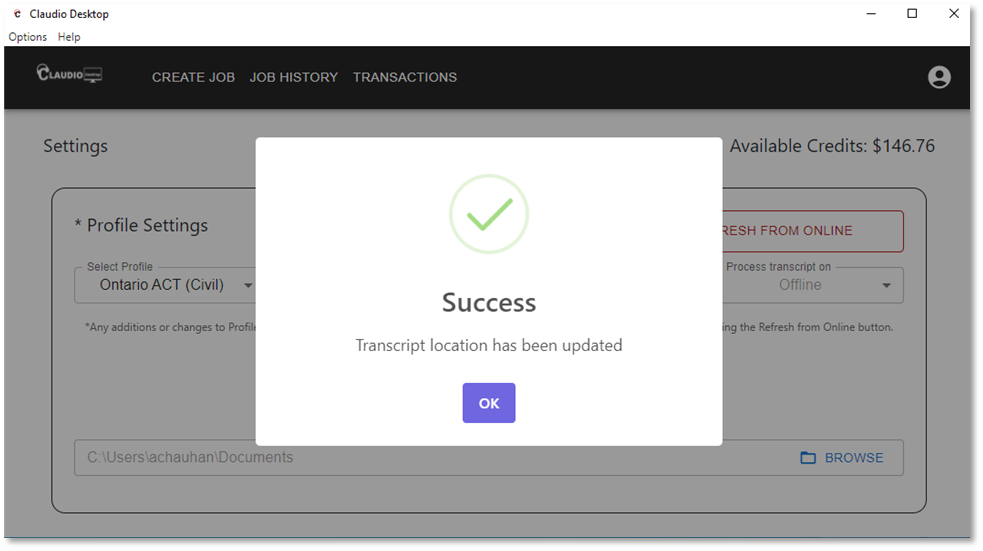 Claudio Desktop
Options Help
CLAUDIO Desktop CREATE JOB JOB HISTORY TRANSACTIONS
Settings
Available Credits: $146.76
* Profile Settings
RESH FROM ONLINE
Select Profile
Ontario ACT (Civil)
Process transcript on
Offline
*Any additions or changes to Profile
ing the Refresh from Online button.
Success
Transcript location has been updated
OK
C:\Users\achauhan\Documents
BROWSE